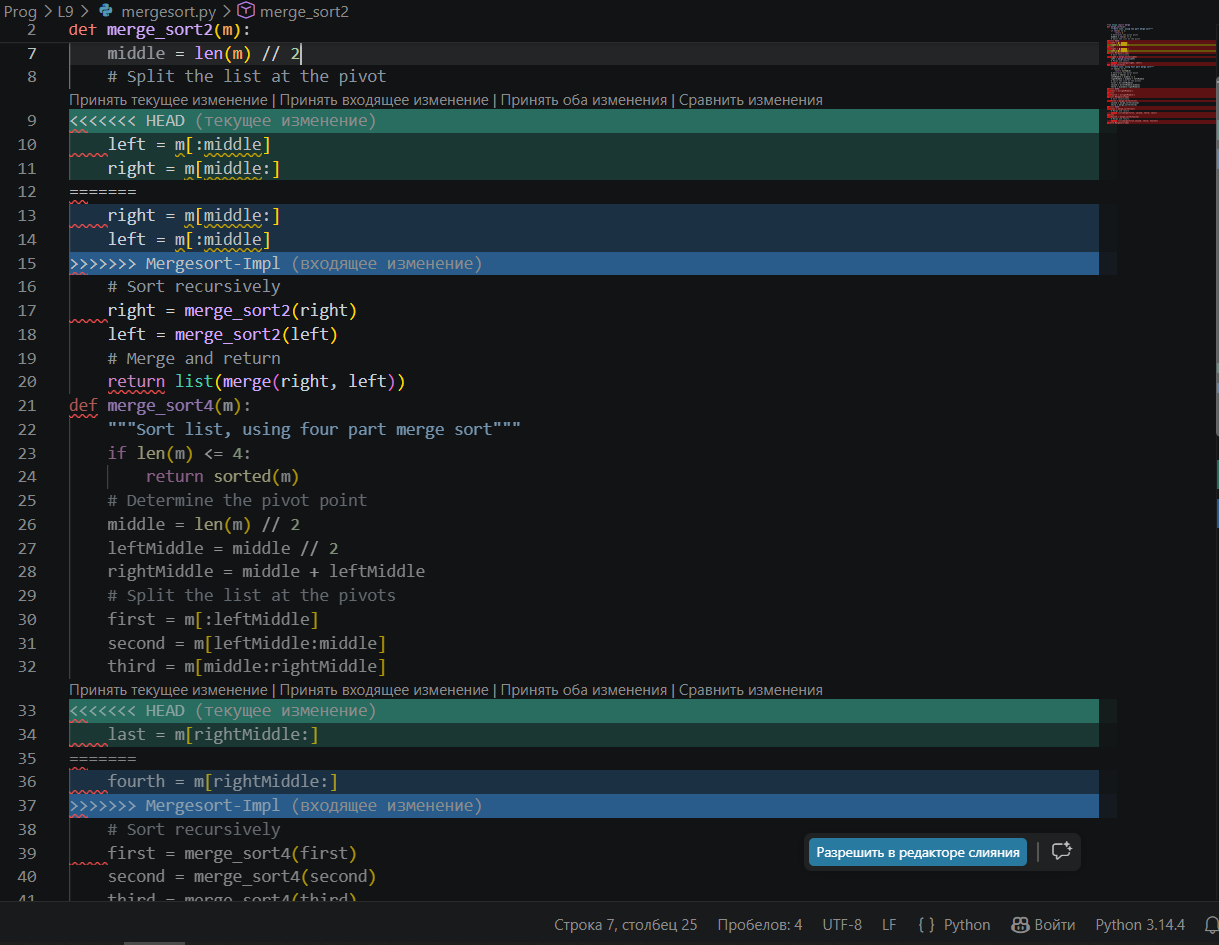 Prog > L9 > mergesort.py > merge_sort2
2 def merge_sort2(m):
7     middle = len(m) // 2
8     # Split the list at the pivot
Принять текущее изменение | Принять входящее изменение | Принять оба изменения | Сравнить изменения
9 <<<<<<< HEAD (текущее изменение)
10     left = m[:middle]
11     right = m[middle:]
12 =======
13     right = m[middle:]
14     left = m[:middle]
15 >>>>>>> Mergesort-Impl (входящее изменение)
16     # Sort recursively
17     right = merge_sort2(right)
18     left = merge_sort2(left)
19     # Merge and return
20     return list(merge(right, left))
21 def merge_sort4(m):
22     """Sort list, using four part merge sort"""
23     if len(m) <= 4:
24         return sorted(m)
25     # Determine the pivot point
26     middle = len(m) // 2
27     leftMiddle = middle // 2
28     rightMiddle = middle + leftMiddle
29     # Split the list at the pivots
30     first = m[:leftMiddle]
31     second = m[leftMiddle:middle]
32     third = m[middle:rightMiddle]
Принять текущее изменение | Принять входящее изменение | Принять оба изменения | Сравнить изменения
33 <<<<<<< HEAD (текущее изменение)
34     last = m[rightMiddle:]
35 =======
36     fourth = m[rightMiddle:]
37 >>>>>>> Mergesort-Impl (входящее изменение)
38     # Sort recursively
39     first = merge_sort4(first)
40     second = merge_sort4(second)
41     third = merge_sort4(third)
Разрешить в редакторе слияния
Строка 7, столбец 25 Пробелов: 4 UTF-8 LF { } Python Войти Python 3.14.4